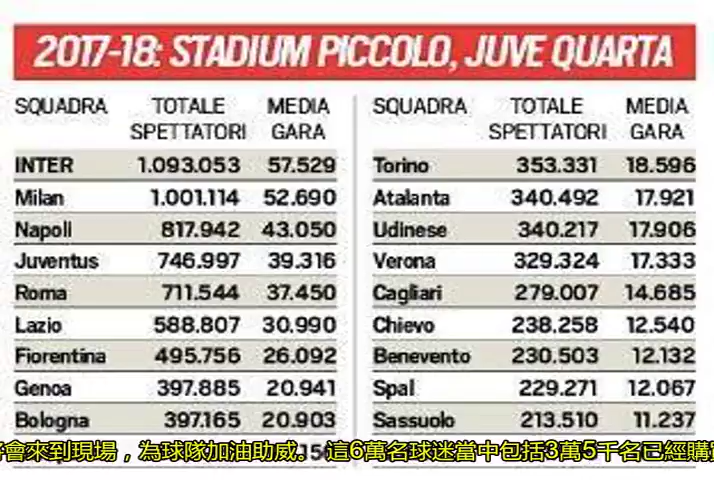 2017-18: STADIUM PICCOLO, JUVE QUARTA
SQUADRA TOTALE SPETTATORI MEDIA GARA
INTER 1.093.053 57.529
Milan 1.001.114 52.690
Napoli 817.942 43.050
Juventus 746.997 39.316
Roma 711.544 37.450
Lazio 588.807 30.990
Fiorentina 495.756 26.092
Genoa 397.885 20.941
Bologna 397.165 20.903
SQUADRA TOTALE SPETTATORI MEDIA GARA
Torino 353.331 18.596
Atalanta 340.492 17.921
Udinese 340.217 17.906
Verona 329.324 17.333
Cagliari 279.007 14.685
Chievo 238.258 12.540
Benevento 230.503 12.132
Spal 229.271 12.067
Sassuolo 213.510 11.237
會來到現場，為球隊加油助威。 這6萬名球迷當中包括3萬5千名已經購